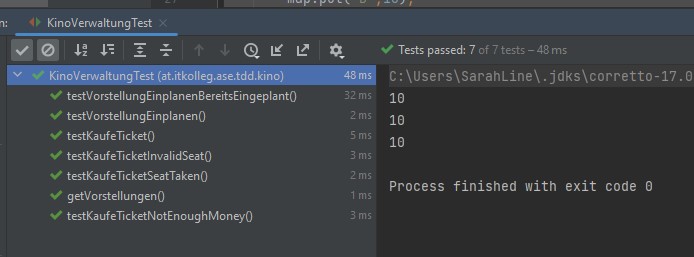 27
map.put("D",10);
n:
KinoVerwaltungTest
Tests passed: 7 of 7 tests – 48 ms
KinoVerwaltungTest (at.itkolleg.ase.tdd.kino) 48 ms
testVorstellungEinplanenBereitsEingeplant() 32 ms
testVorstellungEinplanen() 2 ms
testKaufeTicket() 5 ms
testKaufeTicketInvalidSeat() 3 ms
testKaufeTicketSeatTaken() 2 ms
getVorstellungen() 1 ms
testKaufeTicketNotEnoughMoney() 3 ms
C:\Users\SarahLine\.jdks\corretto-17.0
10
10
10
Process finished with exit code 0